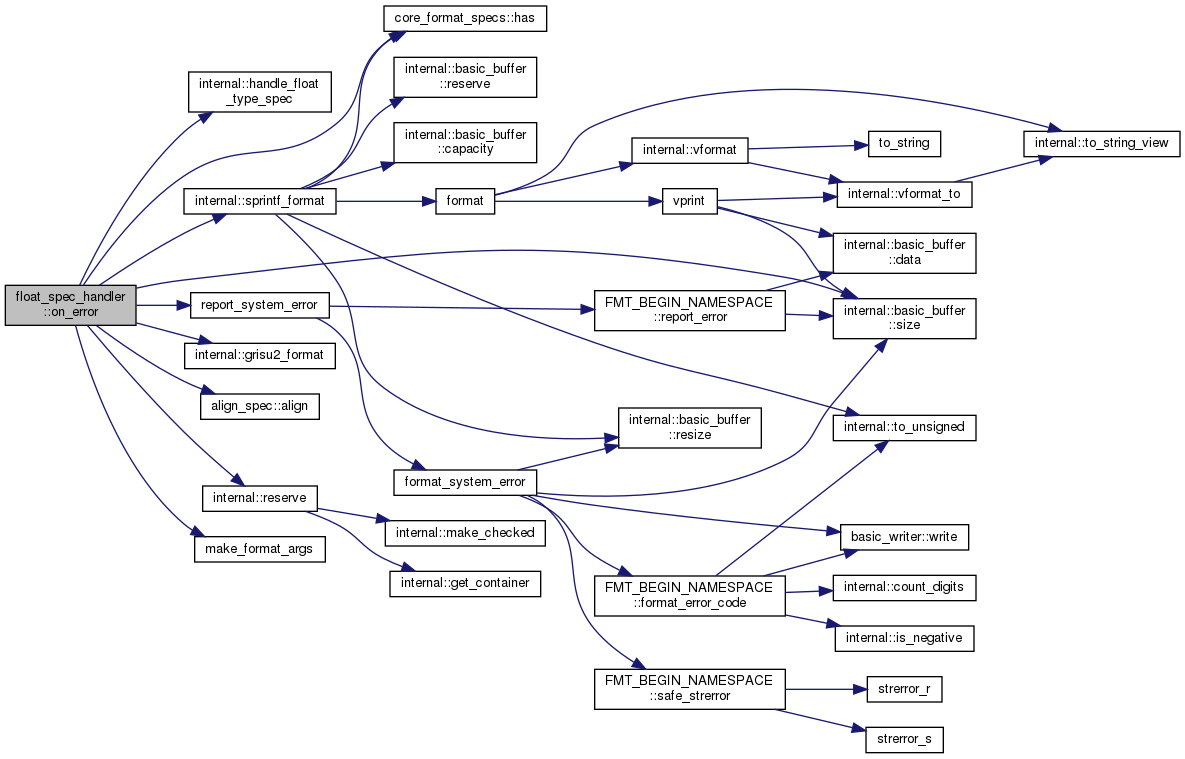 core_format_specs::has
internal::handle_float
_type_spec
internal::basic_buffer
::reserve
internal::basic_buffer
::capacity
internal::vformat
to_string
internal::to_string_view
internal::sprintf_format
format
vprint
internal::vformat_to
internal::basic_buffer
::data
float_spec_handler
::on_error
report_system_error
FMT_BEGIN_NAMESPACE
::report_error
internal::basic_buffer
::size
internal::grisu2_format
align_spec::align
internal::basic_buffer
::resize
internal::to_unsigned
format_system_error
internal::reserve
internal::make_checked
basic_writer::write
make_format_args
internal::get_container
FMT_BEGIN_NAMESPACE
::format_error_code
internal::count_digits
internal::is_negative
FMT_BEGIN_NAMESPACE
::safe_strerror
strerror_r
strerror_s